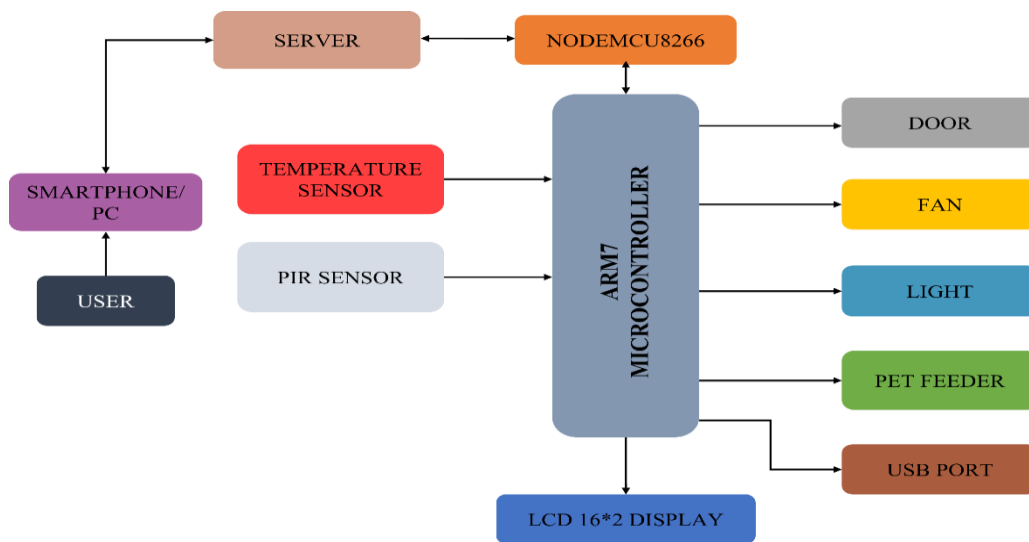 SERVER
NODEMCU8266
DOOR
TEMPERATURE
SENSOR
SMARTPHONE/
PC
FAN
PIR SENSOR
ARM7
MICROCONTROLLER
USER
LIGHT
PET FEEDER
USB PORT
LCD 16*2 DISPLAY